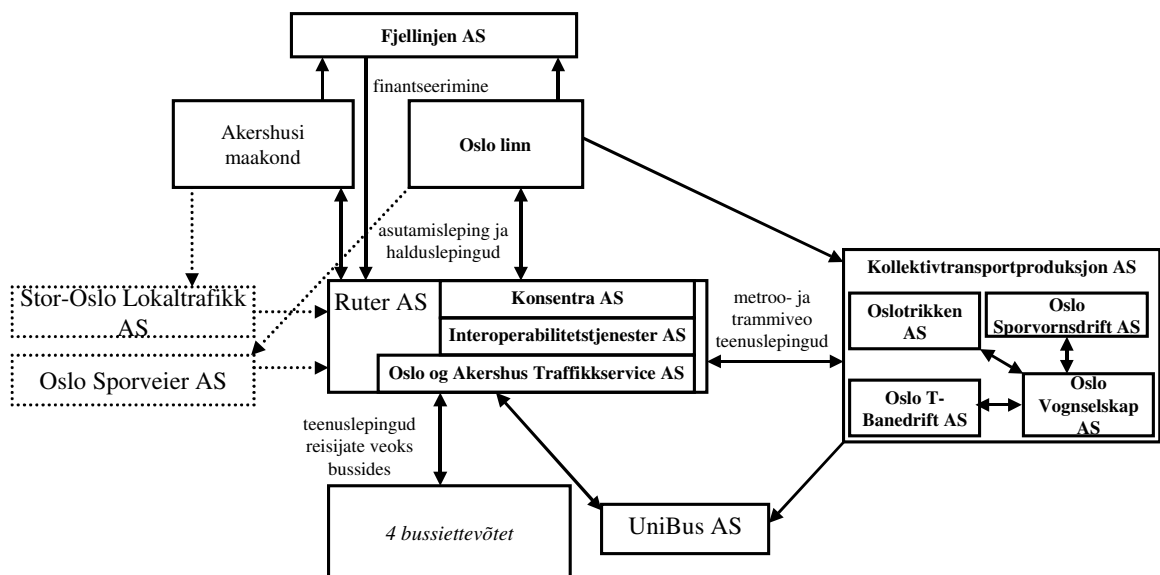 Fjellinjen AS
finantseerimine
Akershusi
maakond
Oslo linn
asutamisleping ja
halduslepingud
Stor-Oslo Lokaltrafikk
AS
Oslo Sporveier AS
Ruter AS
Konsentra AS
Interoperabilitetstjenester AS
Oslo og Akershus Traffikkservice AS
metroo- ja
trammiveo
teenuslepingud
Kollektivtransportproduksjon AS
Oslotrikken
AS
Oslo
Sporvornsdrift AS
Oslo T-
Banedrift AS
Oslo
Vognselskap
AS
teenuslepingud
reisijate veoks
bussides
4 bussiettevõtet
UniBus AS